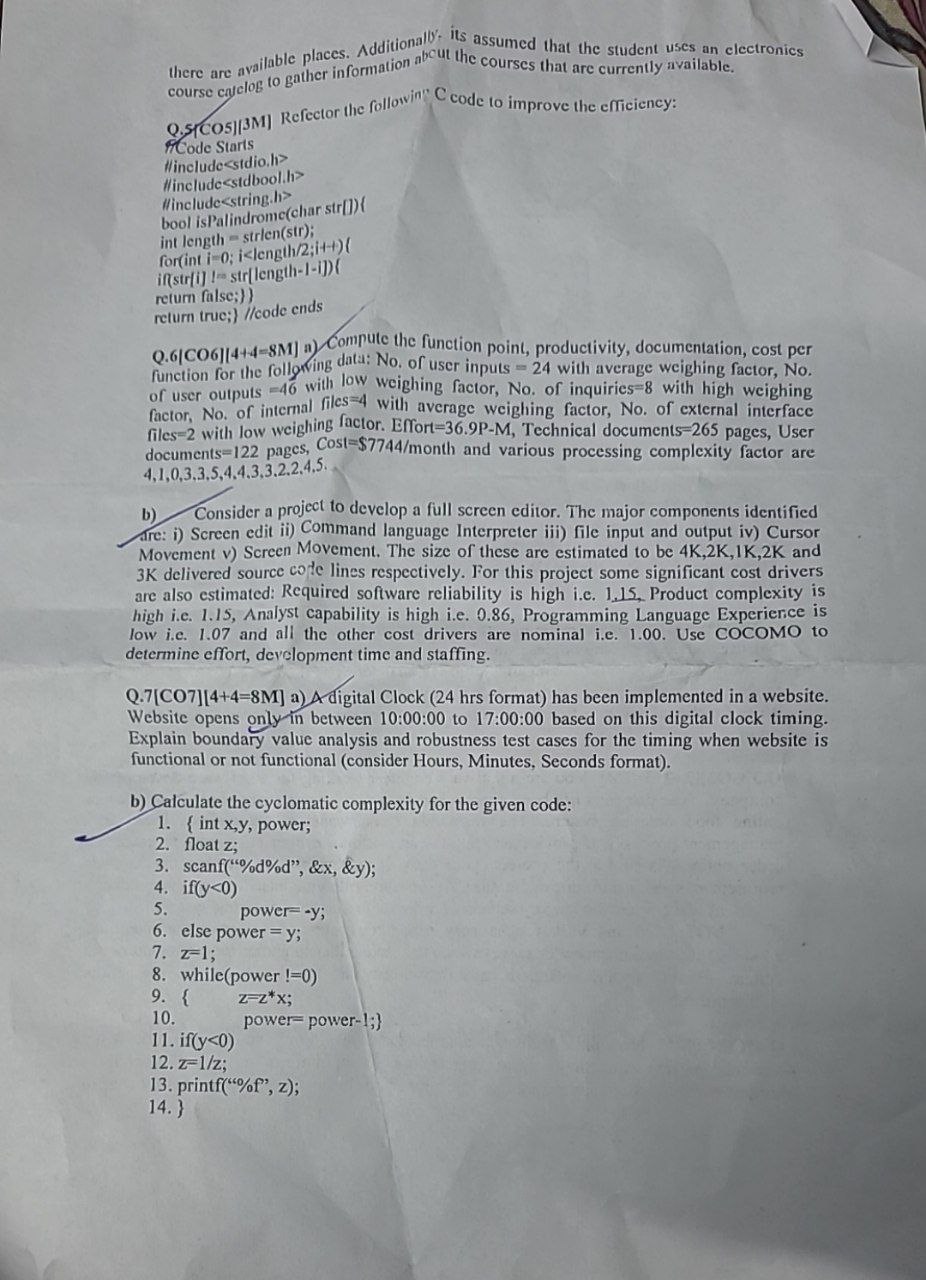 there are available places. Additionally, its assumed that the student uses an electronics
course catelog to gather information about the courses that are currently available.
Q.5[CO5][3M] Refector the following C code to improve the efficiency:
//Code Starts
#include<stdio.h>
#include<stdbool.h>
#include<string.h>
bool isPalindrome(char str[]){
int length = strlen(str);
for(int i=0; i<length/2;i++){
if(str[i] != str[length-1-i]){
return false;}}
return true;} //code ends
Q.6[CO6][4+4=8M] a) Compute the function point, productivity, documentation, cost per
function for the following data: No. of user inputs = 24 with average weighing factor, No.
of user outputs =46 with low weighing factor, No. of inquiries=8 with high weighing
factor, No. of internal files=4 with average weighing factor, No. of external interface
files=2 with low weighing factor. Effort=36.9P-M, Technical documents=265 pages, User
documents=122 pages, Cost=$7744/month and various processing complexity factor are
4,1,0,3,3,5,4,4,3,3,2,2,4,5.
b) Consider a project to develop a full screen editor. The major components identified
are: i) Screen edit ii) Command language Interpreter iii) file input and output iv) Cursor
Movement v) Screen Movement. The size of these are estimated to be 4K,2K,1K,2K and
3K delivered source code lines respectively. For this project some significant cost drivers
are also estimated: Required software reliability is high i.e. 1.15, Product complexity is
high i.e. 1.15, Analyst capability is high i.e. 0.86, Programming Language Experience is
low i.e. 1.07 and all the other cost drivers are nominal i.e. 1.00. Use COCOMO to
determine effort, development time and staffing.
Q.7[CO7][4+4=8M] a) A digital Clock (24 hrs format) has been implemented in a website.
Website opens only in between 10:00:00 to 17:00:00 based on this digital clock timing.
Explain boundary value analysis and robustness test cases for the timing when website is
functional or not functional (consider Hours, Minutes, Seconds format).
b) Calculate the cyclomatic complexity for the given code:
1. { int x,y, power;
2. float z;
3. scanf(“%d%d”, &x, &y);
4. if(y<0)
5. power= -y;
6. else power = y;
7. z=1;
8. while(power !=0)
9. { z=z*x;
10. power= power-1;}
11. if(y<0)
12. z=1/z;
13. printf(“%f”, z);
14. }